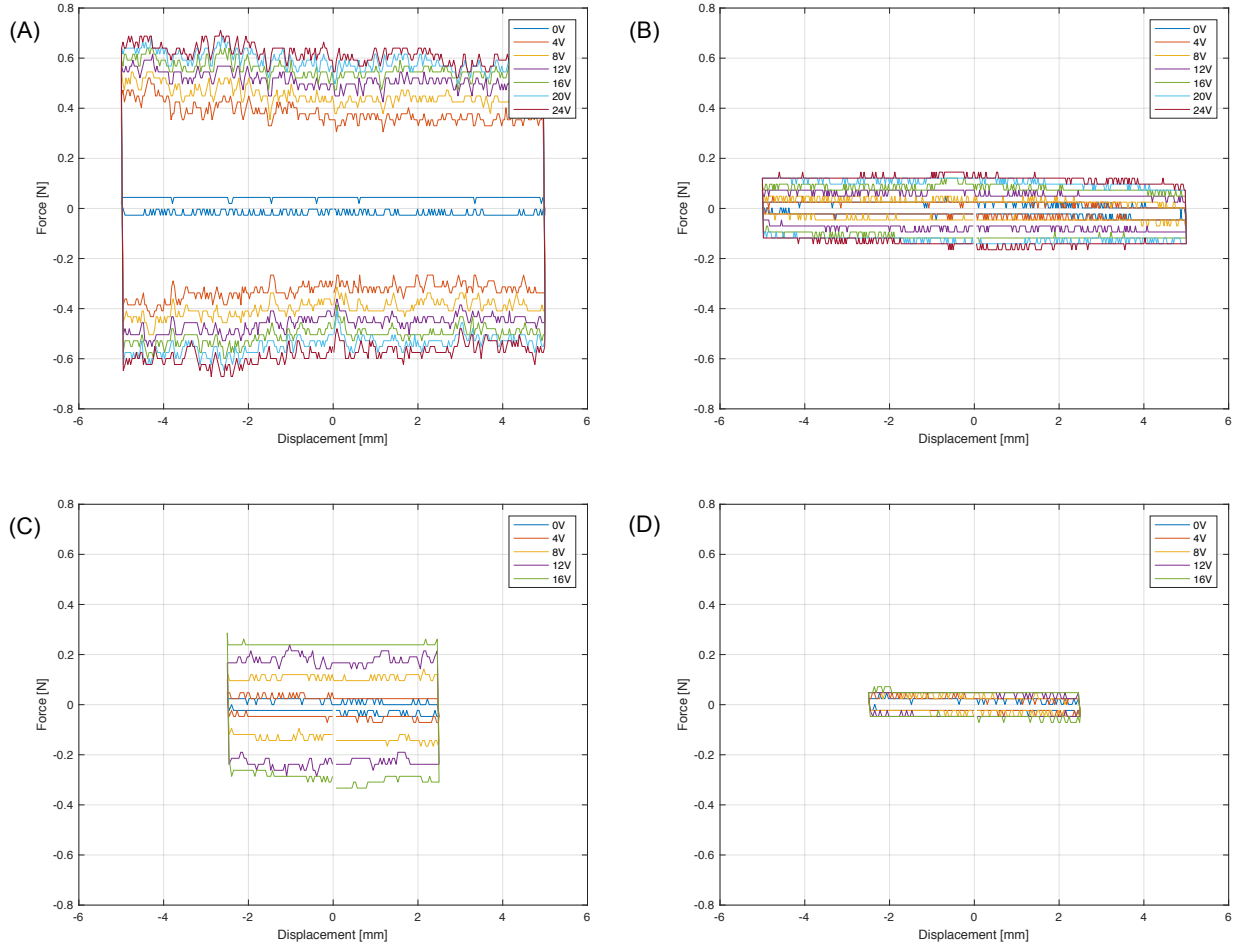 (A)
0.8
0.6
0.4
0.2
0
-0.2
-0.4
-0.6
-0.8
Force [N]
-6 -4 -2 0 2 4 6
Displacement [mm]
0V
4V
8V
12V
16V
20V
24V
(B)
0.8
0.6
0.4
0.2
0
-0.2
-0.4
-0.6
-0.8
Force [N]
-6 -4 -2 0 2 4 6
Displacement [mm]
0V
4V
8V
12V
16V
20V
24V
(C)
0.8
0.6
0.4
0.2
0
-0.2
-0.4
-0.6
-0.8
Force [N]
-6 -4 -2 0 2 4 6
Displacement [mm]
0V
4V
8V
12V
16V
(D)
0.8
0.6
0.4
0.2
0
-0.2
-0.4
-0.6
-0.8
Force [N]
-6 -4 -2 0 2 4 6
Displacement [mm]
0V
4V
8V
12V
16V